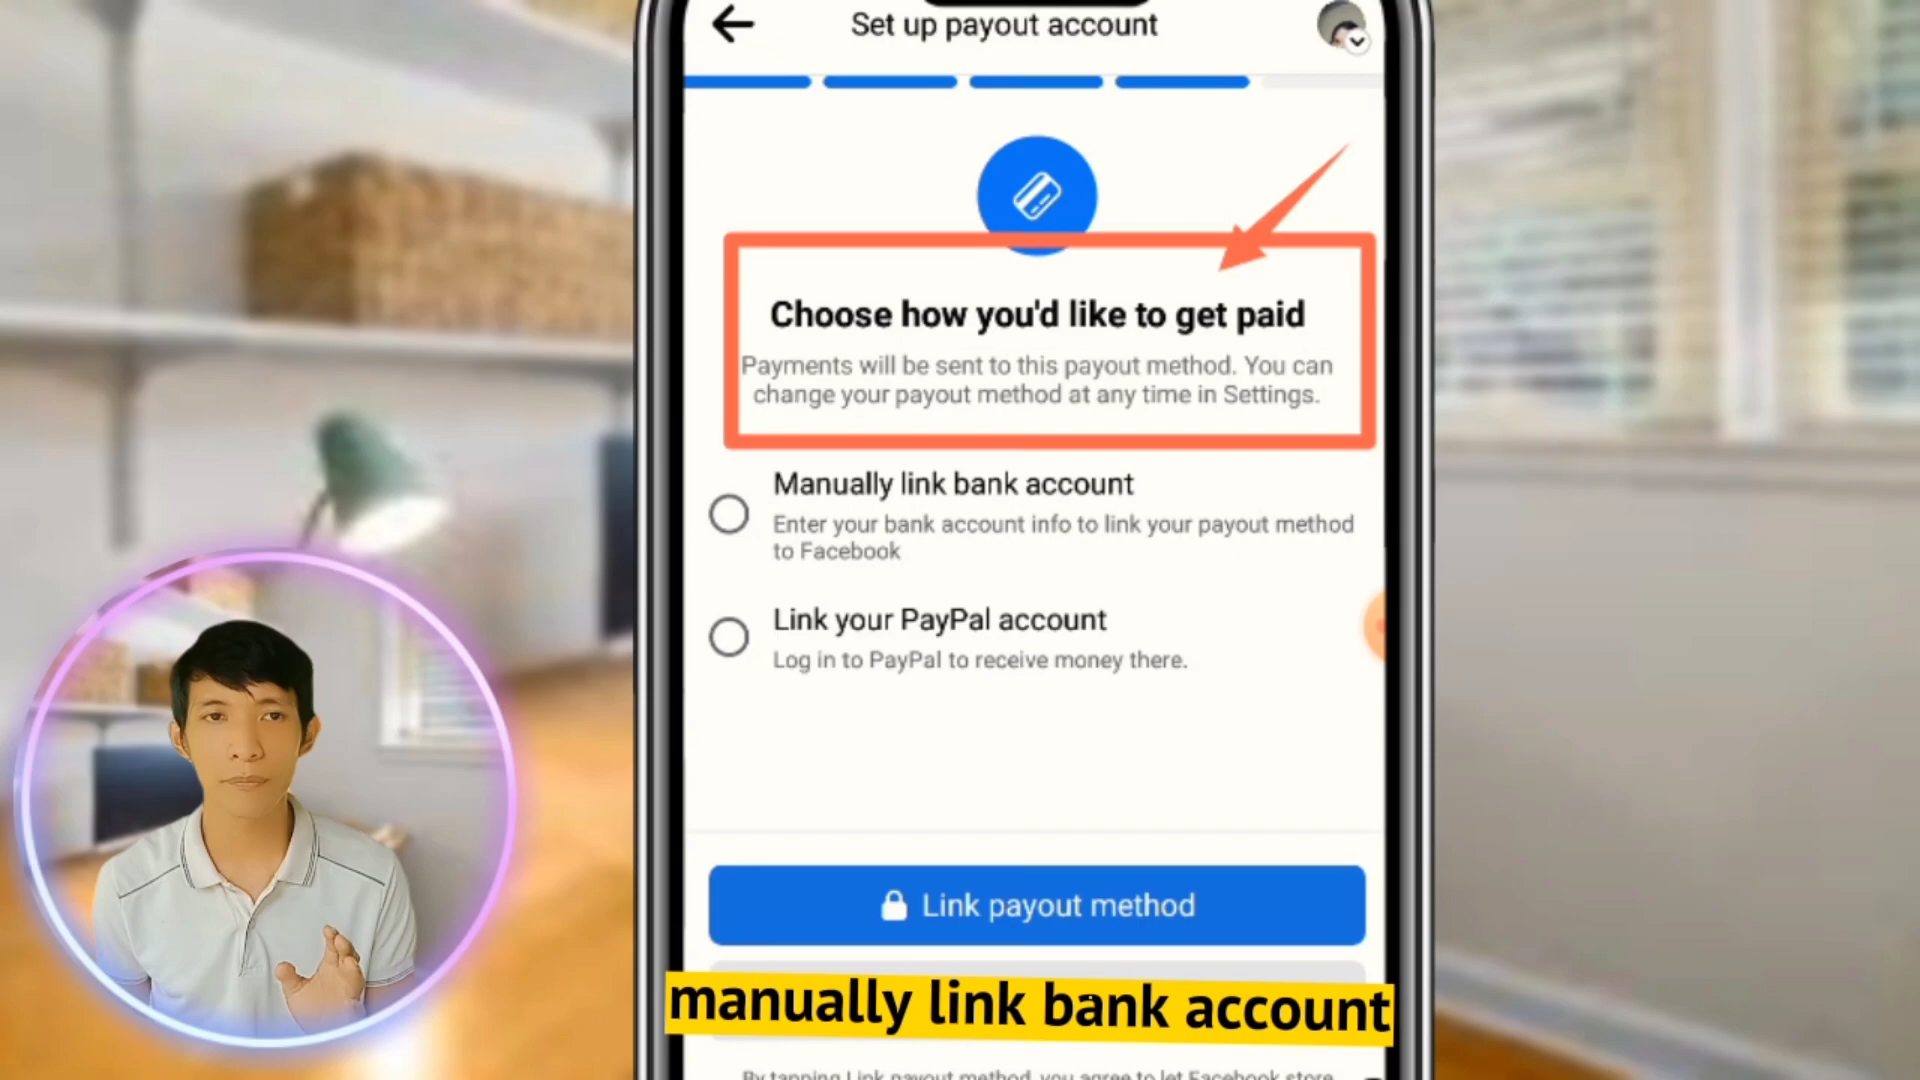 Set up payout account
Choose how you'd like to get paid
Payments will be sent to this payout method. You can
change your payout method at any time in Settings.
Manually link bank account
Enter your bank account info to link your payout method
to Facebook
Link your PayPal account
Log in to PayPal to receive money there.
Link payout method
manually link bank account
By tapping Link payout method, you agree to let Facebook store